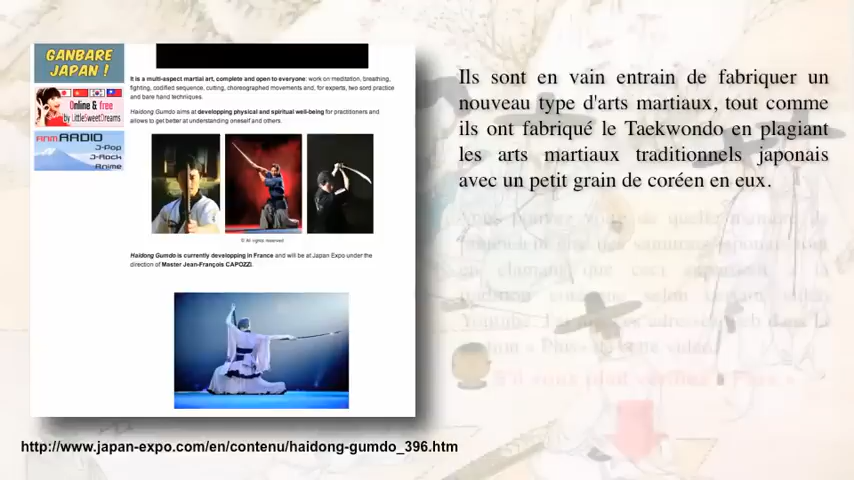 GANBARE
JAPAN !
Online & free
by LittleSweetDreams
ANIMRADIO
J-Pop
J-Rock
Anime
It is a multi-aspect martial art, complete and open to everyone: work on meditation, breathing,
fighting, codified sequence, cutting, choreographed movements and, for experts, two sord practice
and bare hand techniques.
Haidong Gumdo aims at developping physical and spiritual well-being for practitioners and
allows to get better at understanding oneself and others.
© All rights reserved
Haidong Gumdo is currently developping in France and will be at Japan Expo under the
direction of Master Jean-François CAPOZZI.
http://www.japan-expo.com/en/contenu/haidong-gumdo_396.htm
Ils sont en vain entrain de fabriquer un
nouveau type d'arts martiaux, tout comme
ils ont fabriqué le Taekwondo en plagiant
les arts martiaux traditionnels japonais
avec un petit grain de coréen en eux.